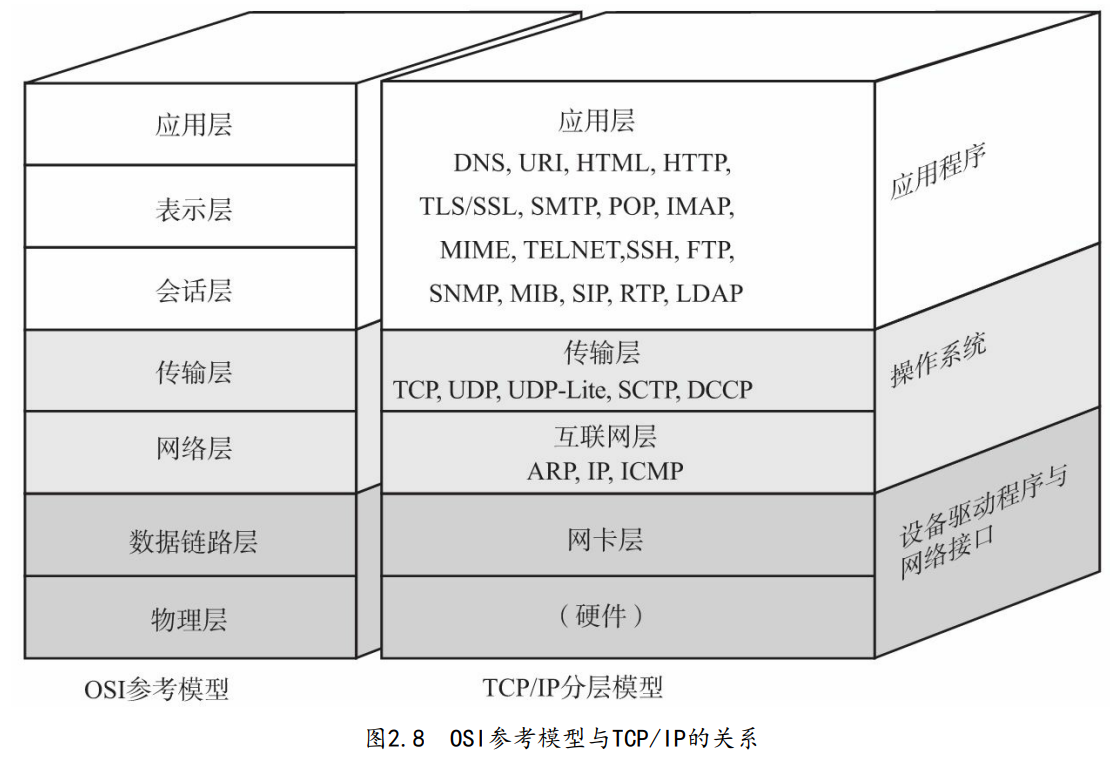 应用层
表示层
会话层
传输层
网络层
数据链路层
物理层
OSI参考模型
应用层
DNS, URI, HTML, HTTP,
TLS/SSL, SMTP, POP, IMAP,
MIME, TELNET,SSH, FTP,
SNMP, MIB, SIP, RTP, LDAP
传输层
TCP, UDP, UDP-Lite, SCTP, DCCP
互联网层
ARP, IP, ICMP
网卡层
（硬件）
TCP/IP分层模型
应用程序
操作系统
设备驱动程序与
网络接口
图2.8 OSI参考模型与TCP/IP的关系